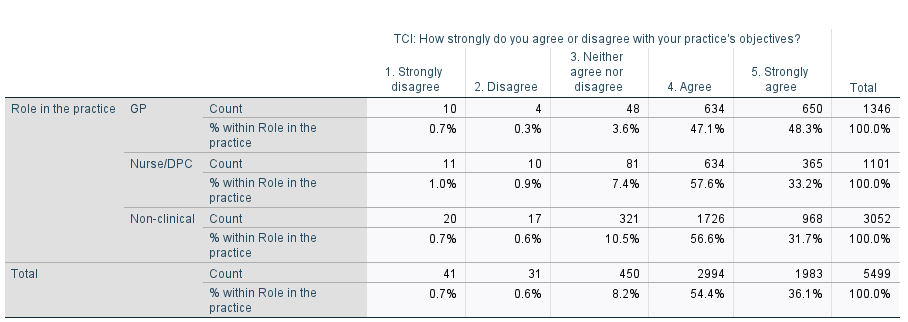 TCI: How strongly do you agree or disagree with your practice's objectives?
1. Strongly disagree 2. Disagree 3. Neither agree nor disagree 4. Agree 5. Strongly agree Total
Role in the practice GP Count 10 4 48 634 650 1346
% within Role in the practice 0.7% 0.3% 3.6% 47.1% 48.3% 100.0%
Nurse/DPC Count 11 10 81 634 365 1101
% within Role in the practice 1.0% 0.9% 7.4% 57.6% 33.2% 100.0%
Non-clinical Count 20 17 321 1726 968 3052
% within Role in the practice 0.7% 0.6% 10.5% 56.6% 31.7% 100.0%
Total Count 41 31 450 2994 1983 5499
% within Role in the practice 0.7% 0.6% 8.2% 54.4% 36.1% 100.0%